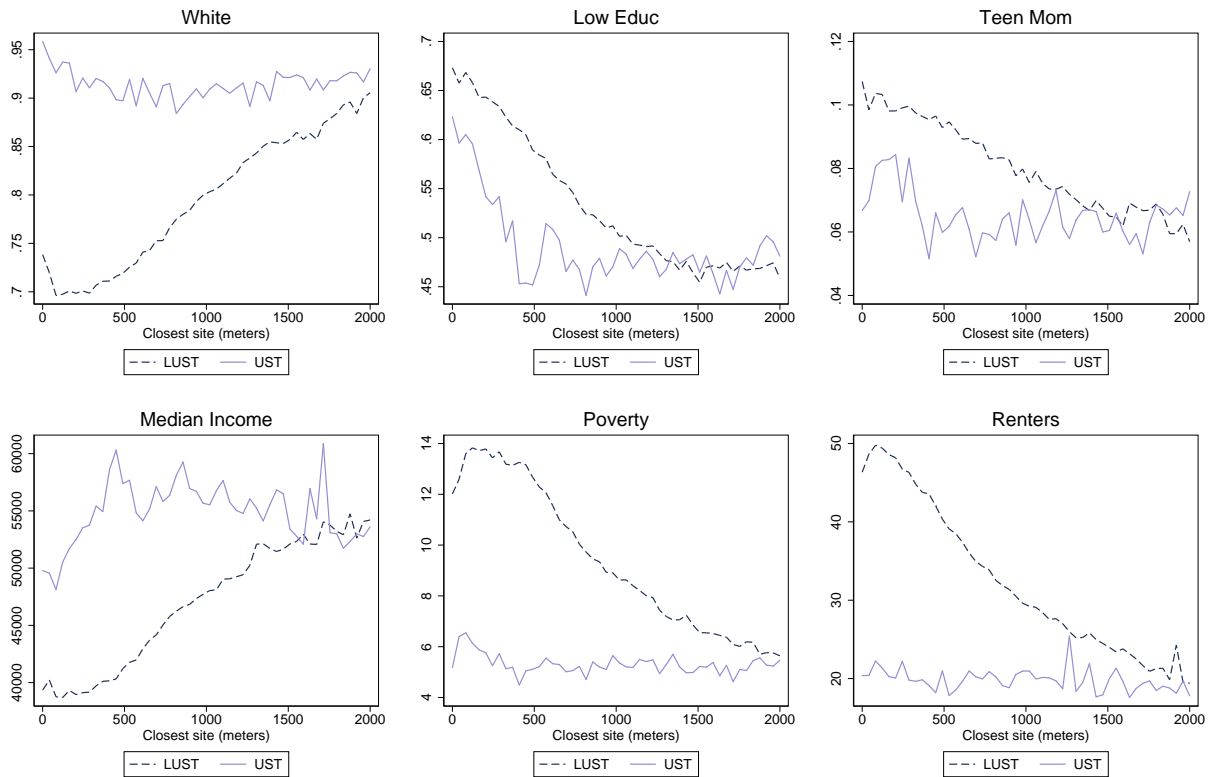 White
.95
.9
.85
.8
.75
.7
0 500 1000 1500 2000
Closest site (meters)
LUST UST
Low Educ
.7
.65
.6
.55
.5
.45
0 500 1000 1500 2000
Closest site (meters)
LUST UST
Teen Mom
.12
.1
.08
.06
.04
0 500 1000 1500 2000
Closest site (meters)
LUST UST
Median Income
60000
55000
50000
45000
40000
0 500 1000 1500 2000
Closest site (meters)
LUST UST
Poverty
14
12
10
8
6
4
0 500 1000 1500 2000
Closest site (meters)
LUST UST
Renters
50
40
30
20
0 500 1000 1500 2000
Closest site (meters)
LUST UST